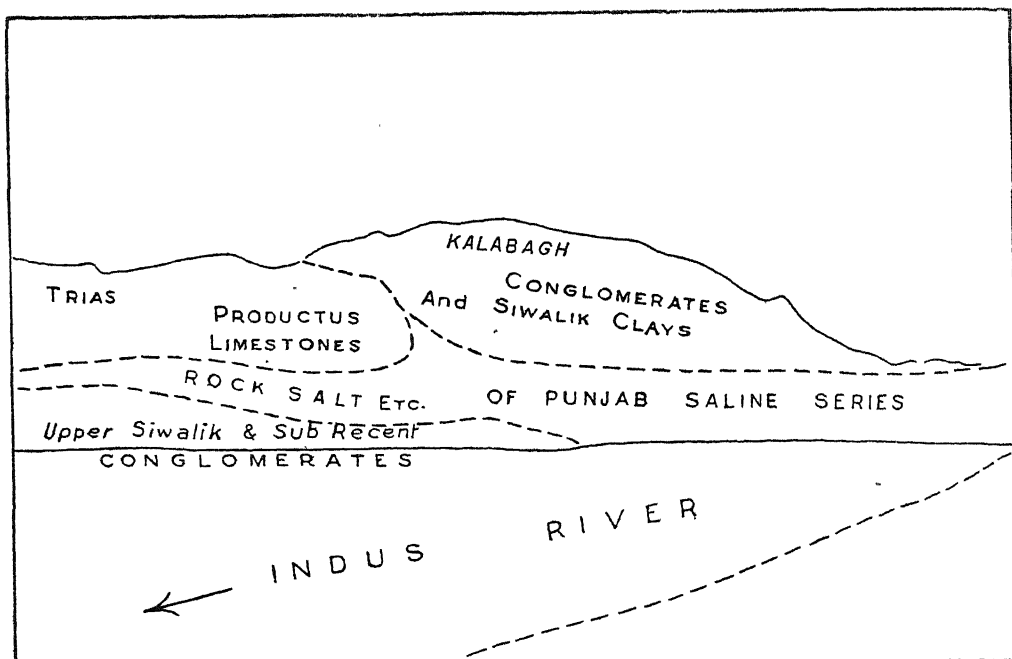 KALABAGH
CONGLOMERATES
And SIWALIK CLAYS
TRIAS
PRODUCTUS
LIMESTONES
ROCK SALT ETC. OF PUNJAB SALINE SERIES
Upper Siwalik & Sub Recent
CONGLOMERATES
INDUS RIVER